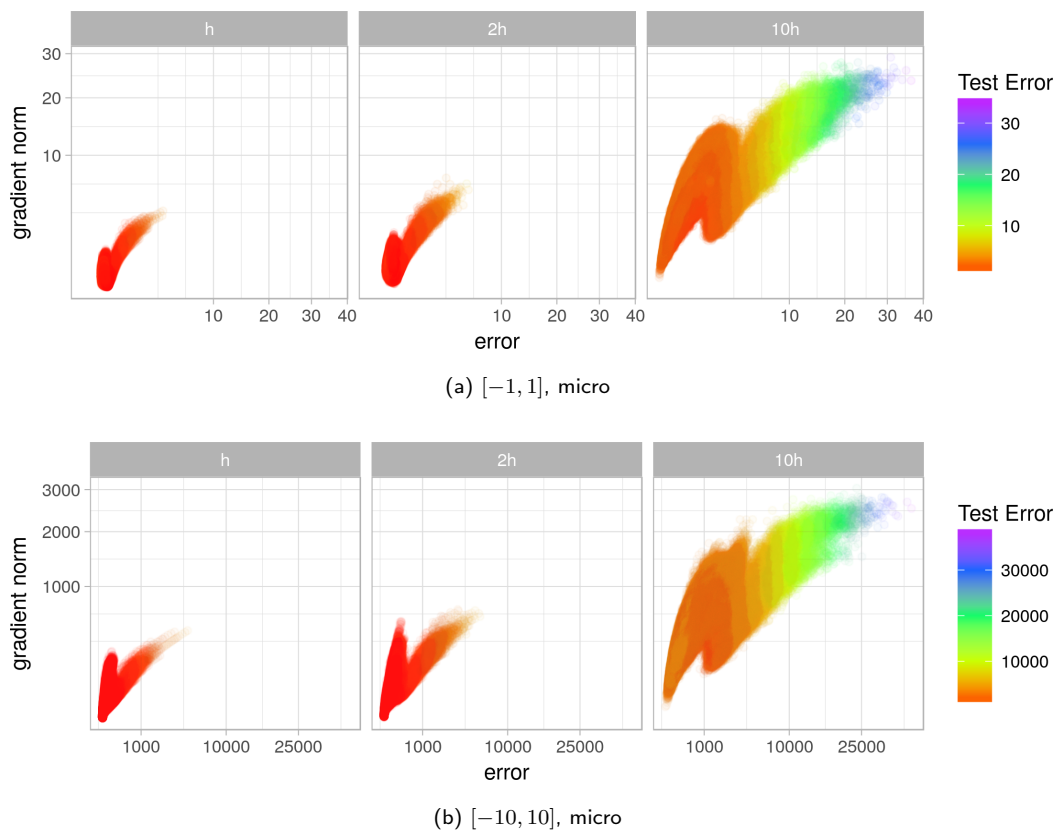 h 2h 10h
30
20
10
gradient norm
10 20 30 40 10 20 30 40 10 20 30 40
error
Test Error
30
20
10
(a) [−1, 1], micro
h 2h 10h
3000
2000
1000
gradient norm
1000 10000 25000 1000 10000 25000 1000 10000 25000
error
Test Error
30000
20000
10000
(b) [−10, 10], micro